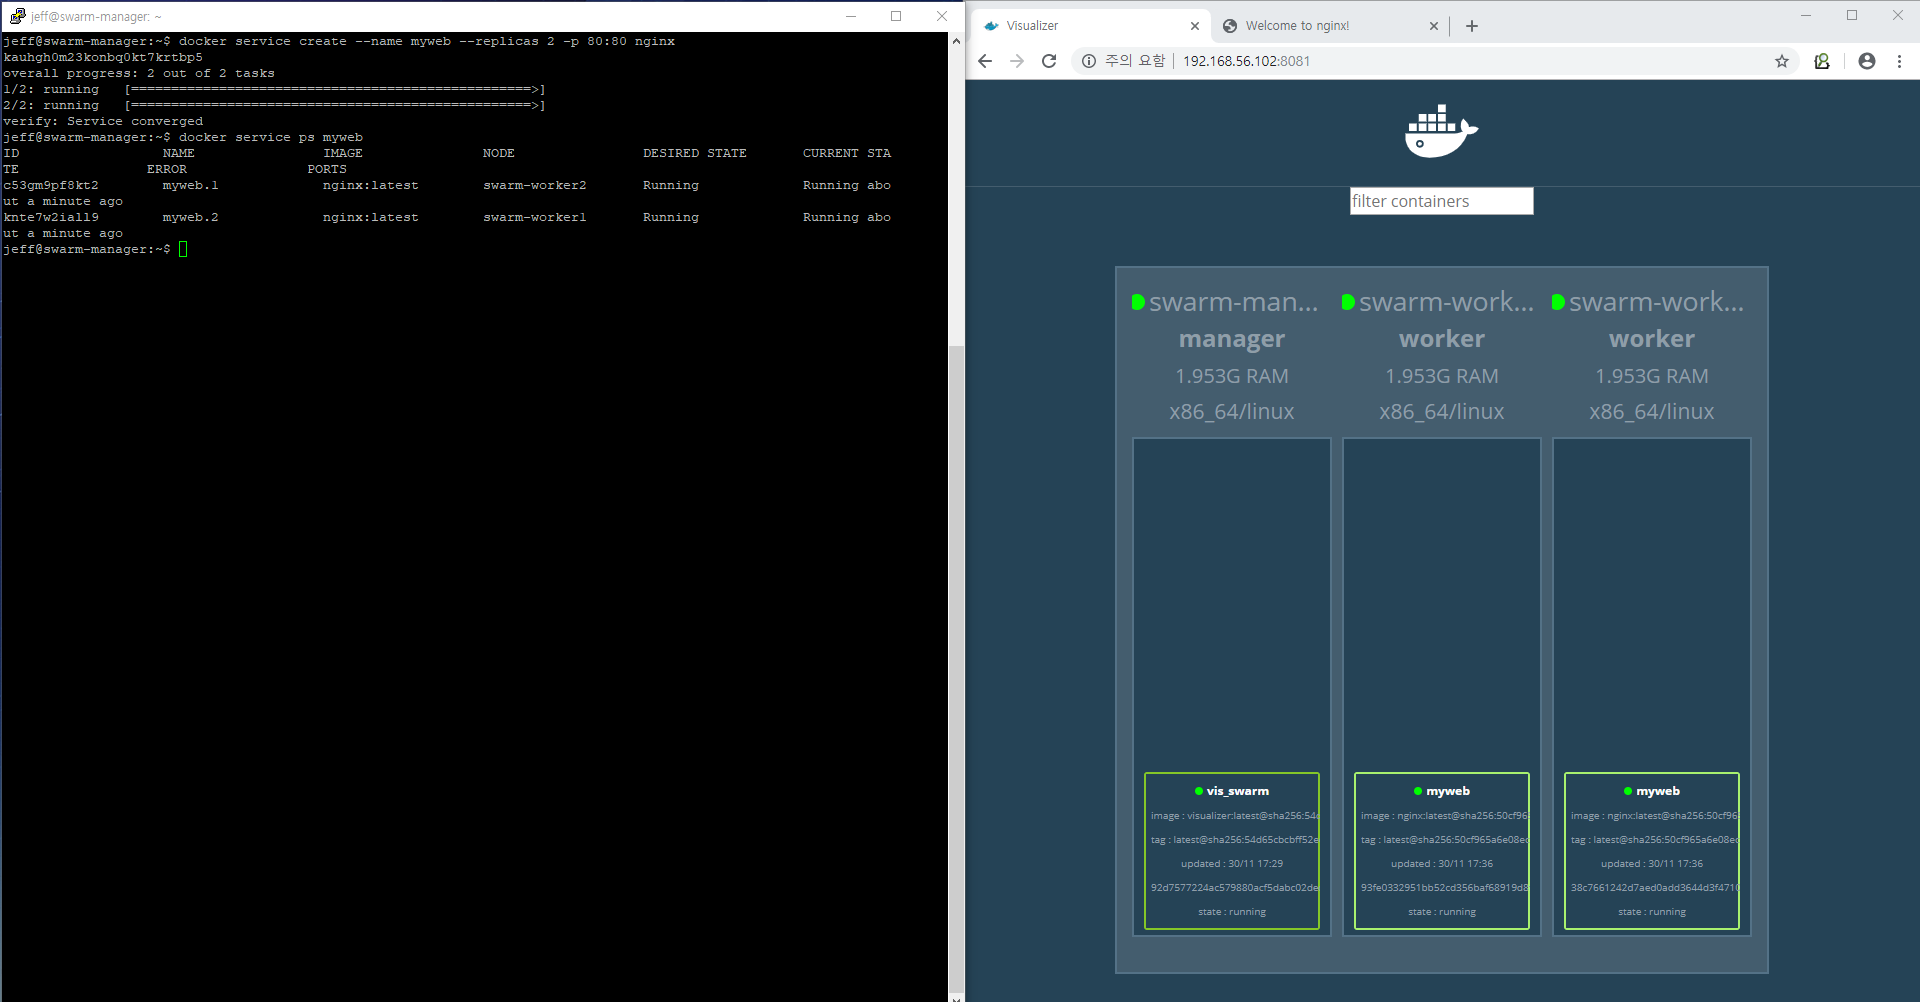 jeff@swarm-manager: ~
jeff@swarm-manager:~$ docker service create --name myweb --replicas 2 -p 80:80 nginx
kauhgh0m23konbq0kt7krtbp5
overall progress: 2 out of 2 tasks
1/2: running   [==================================================>]
2/2: running   [==================================================>]
verify: Service converged
jeff@swarm-manager:~$ docker service ps myweb
ID                  NAME                IMAGE               NODE                DESIRED STATE       CURRENT STA
TE                ERROR               PORTS
c53gm9pf8kt2        myweb.1             nginx:latest        swarm-worker2       Running             Running abo
ut a minute ago
knte7w2iall9        myweb.2             nginx:latest        swarm-worker1       Running             Running abo
ut a minute ago
jeff@swarm-manager:~$
Visualizer
Welcome to nginx!
주의 요함 192.168.56.102:8081
filter containers
swarm-man...
manager
1.953G RAM
x86_64/linux
vis_swarm
image : visualizer:latest@sha256:54
tag : latest@sha256:54d65cbcbff52e
updated : 30/11 17:29
92d7577224ac579880acf5dabc02de
state : running
swarm-work...
worker
1.953G RAM
x86_64/linux
myweb
image : nginx:latest@sha256:50cf96
tag : latest@sha256:50cf965a6e08e
updated : 30/11 17:36
93fe0332951bb52cd356baf68919d8
state : running
swarm-work...
worker
1.953G RAM
x86_64/linux
myweb
image : nginx:latest@sha256:50cf96
tag : latest@sha256:50cf965a6e08e
updated : 30/11 17:36
38c7661242d7aed0add3644d3f471
state : running